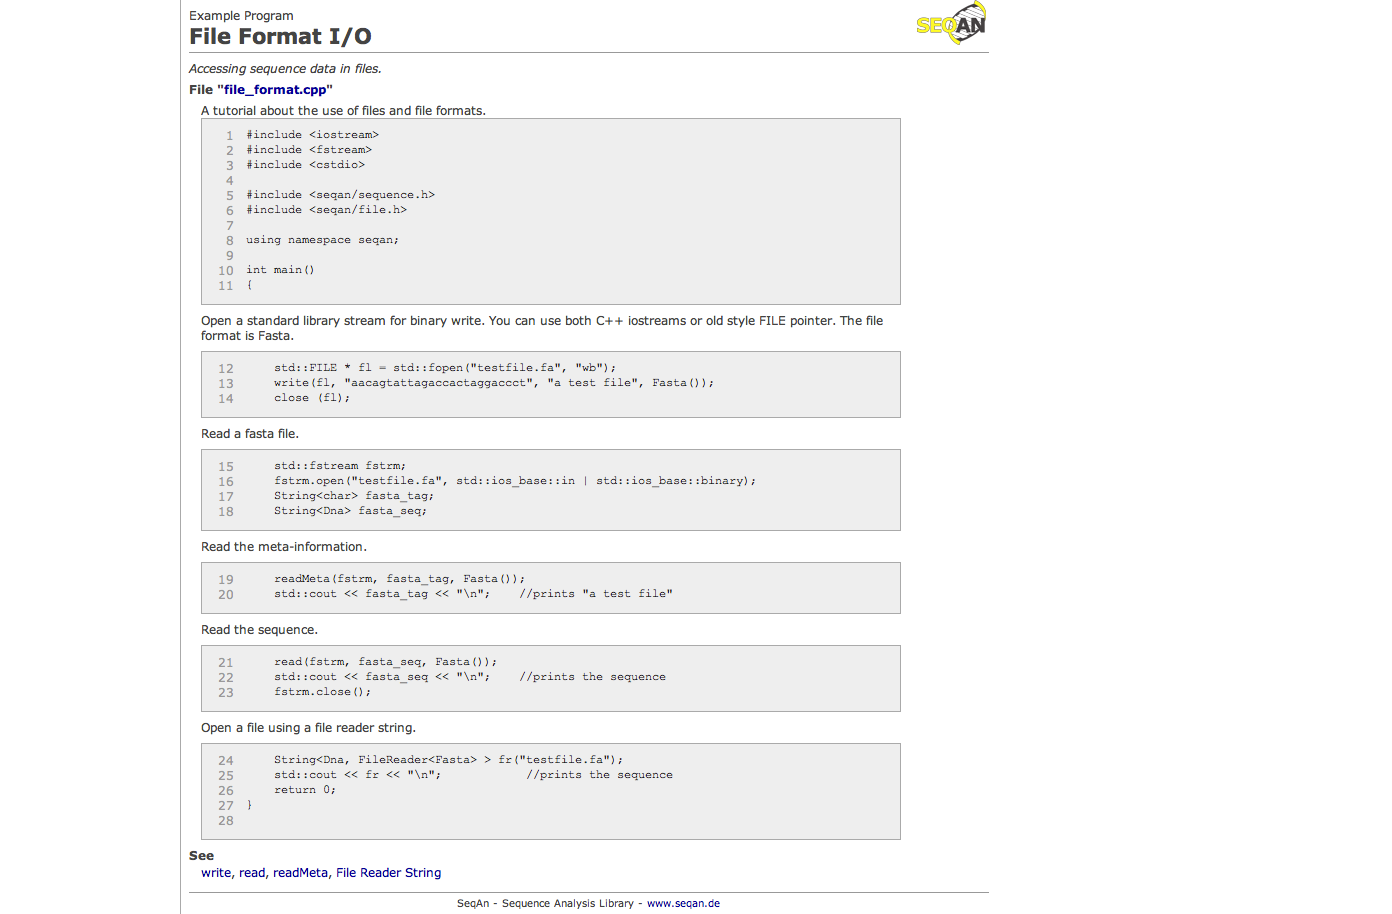 Example Program
File Format I/O
SEQAN
Accessing sequence data in files.
File "file_format.cpp"
A tutorial about the use of files and file formats.
1 #include <iostream>
2 #include <fstream>
3 #include <cstdio>
4
5 #include <seqan/sequence.h>
6 #include <seqan/file.h>
7
8 using namespace seqan;
9
10 int main()
11 {
Open a standard library stream for binary write. You can use both C++ iostreams or old style FILE pointer. The file
format is Fasta.
12     std::FILE * fl = std::fopen("testfile.fa", "wb");
13     write(fl, "aacagtattagaccactaggaccct", "a test file", Fasta());
14     close (fl);
Read a fasta file.
15     std::fstream fstrm;
16     fstrm.open("testfile.fa", std::ios_base::in | std::ios_base::binary);
17     String<char> fasta_tag;
18     String<Dna> fasta_seq;
Read the meta-information.
19     readMeta(fstrm, fasta_tag, Fasta());
20     std::cout << fasta_tag << "\n";    //prints "a test file"
Read the sequence.
21     read(fstrm, fasta_seq, Fasta());
22     std::cout << fasta_seq << "\n";    //prints the sequence
23     fstrm.close();
Open a file using a file reader string.
24     String<Dna, FileReader<Fasta> > fr("testfile.fa");
25     std::cout << fr << "\n";            //prints the sequence
26     return 0;
27 }
28
See
write, read, readMeta, File Reader String
SeqAn - Sequence Analysis Library - www.seqan.de